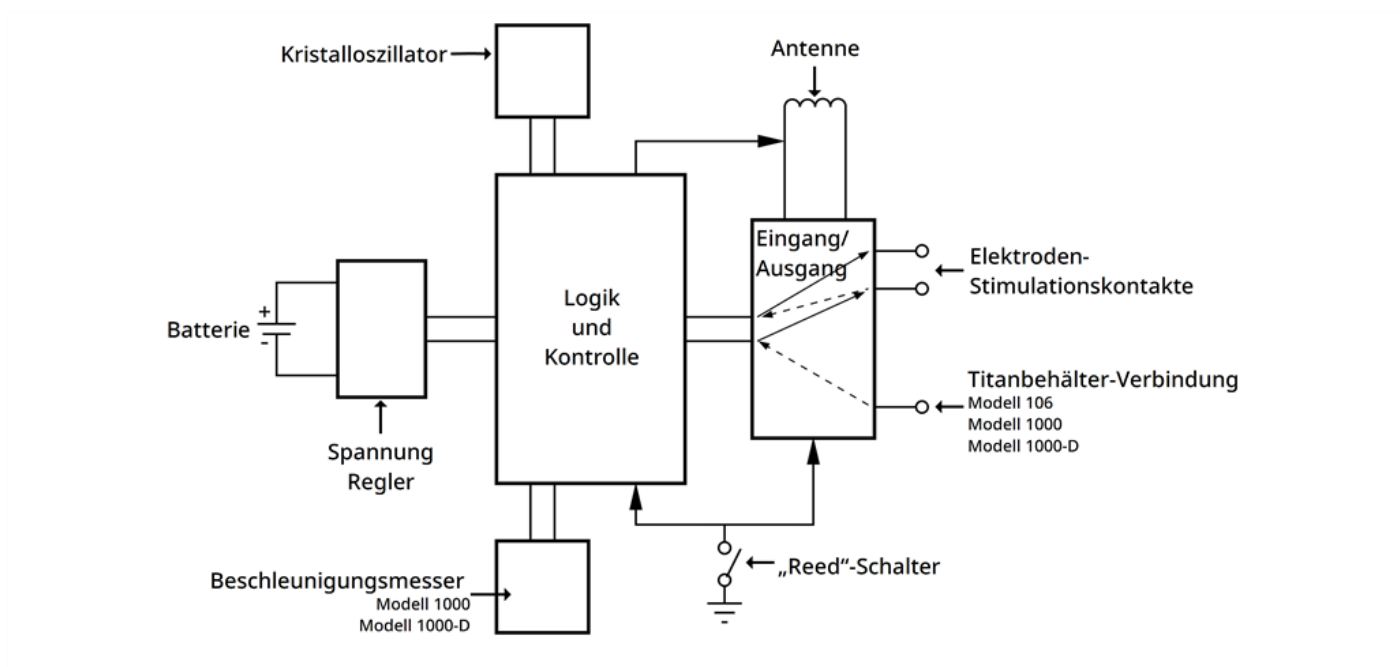 Kristalloszillator
Antenne
Eingang/
Ausgang
Elektroden-
Stimulationskontakte
Logik
und
Kontrolle
+
Batterie
-
Titanbehälter-Verbindung
Modell 106
Modell 1000
Modell 1000-D
Spannung
Regler
„Reed“-Schalter
Beschleunigungsmesser
Modell 1000
Modell 1000-D